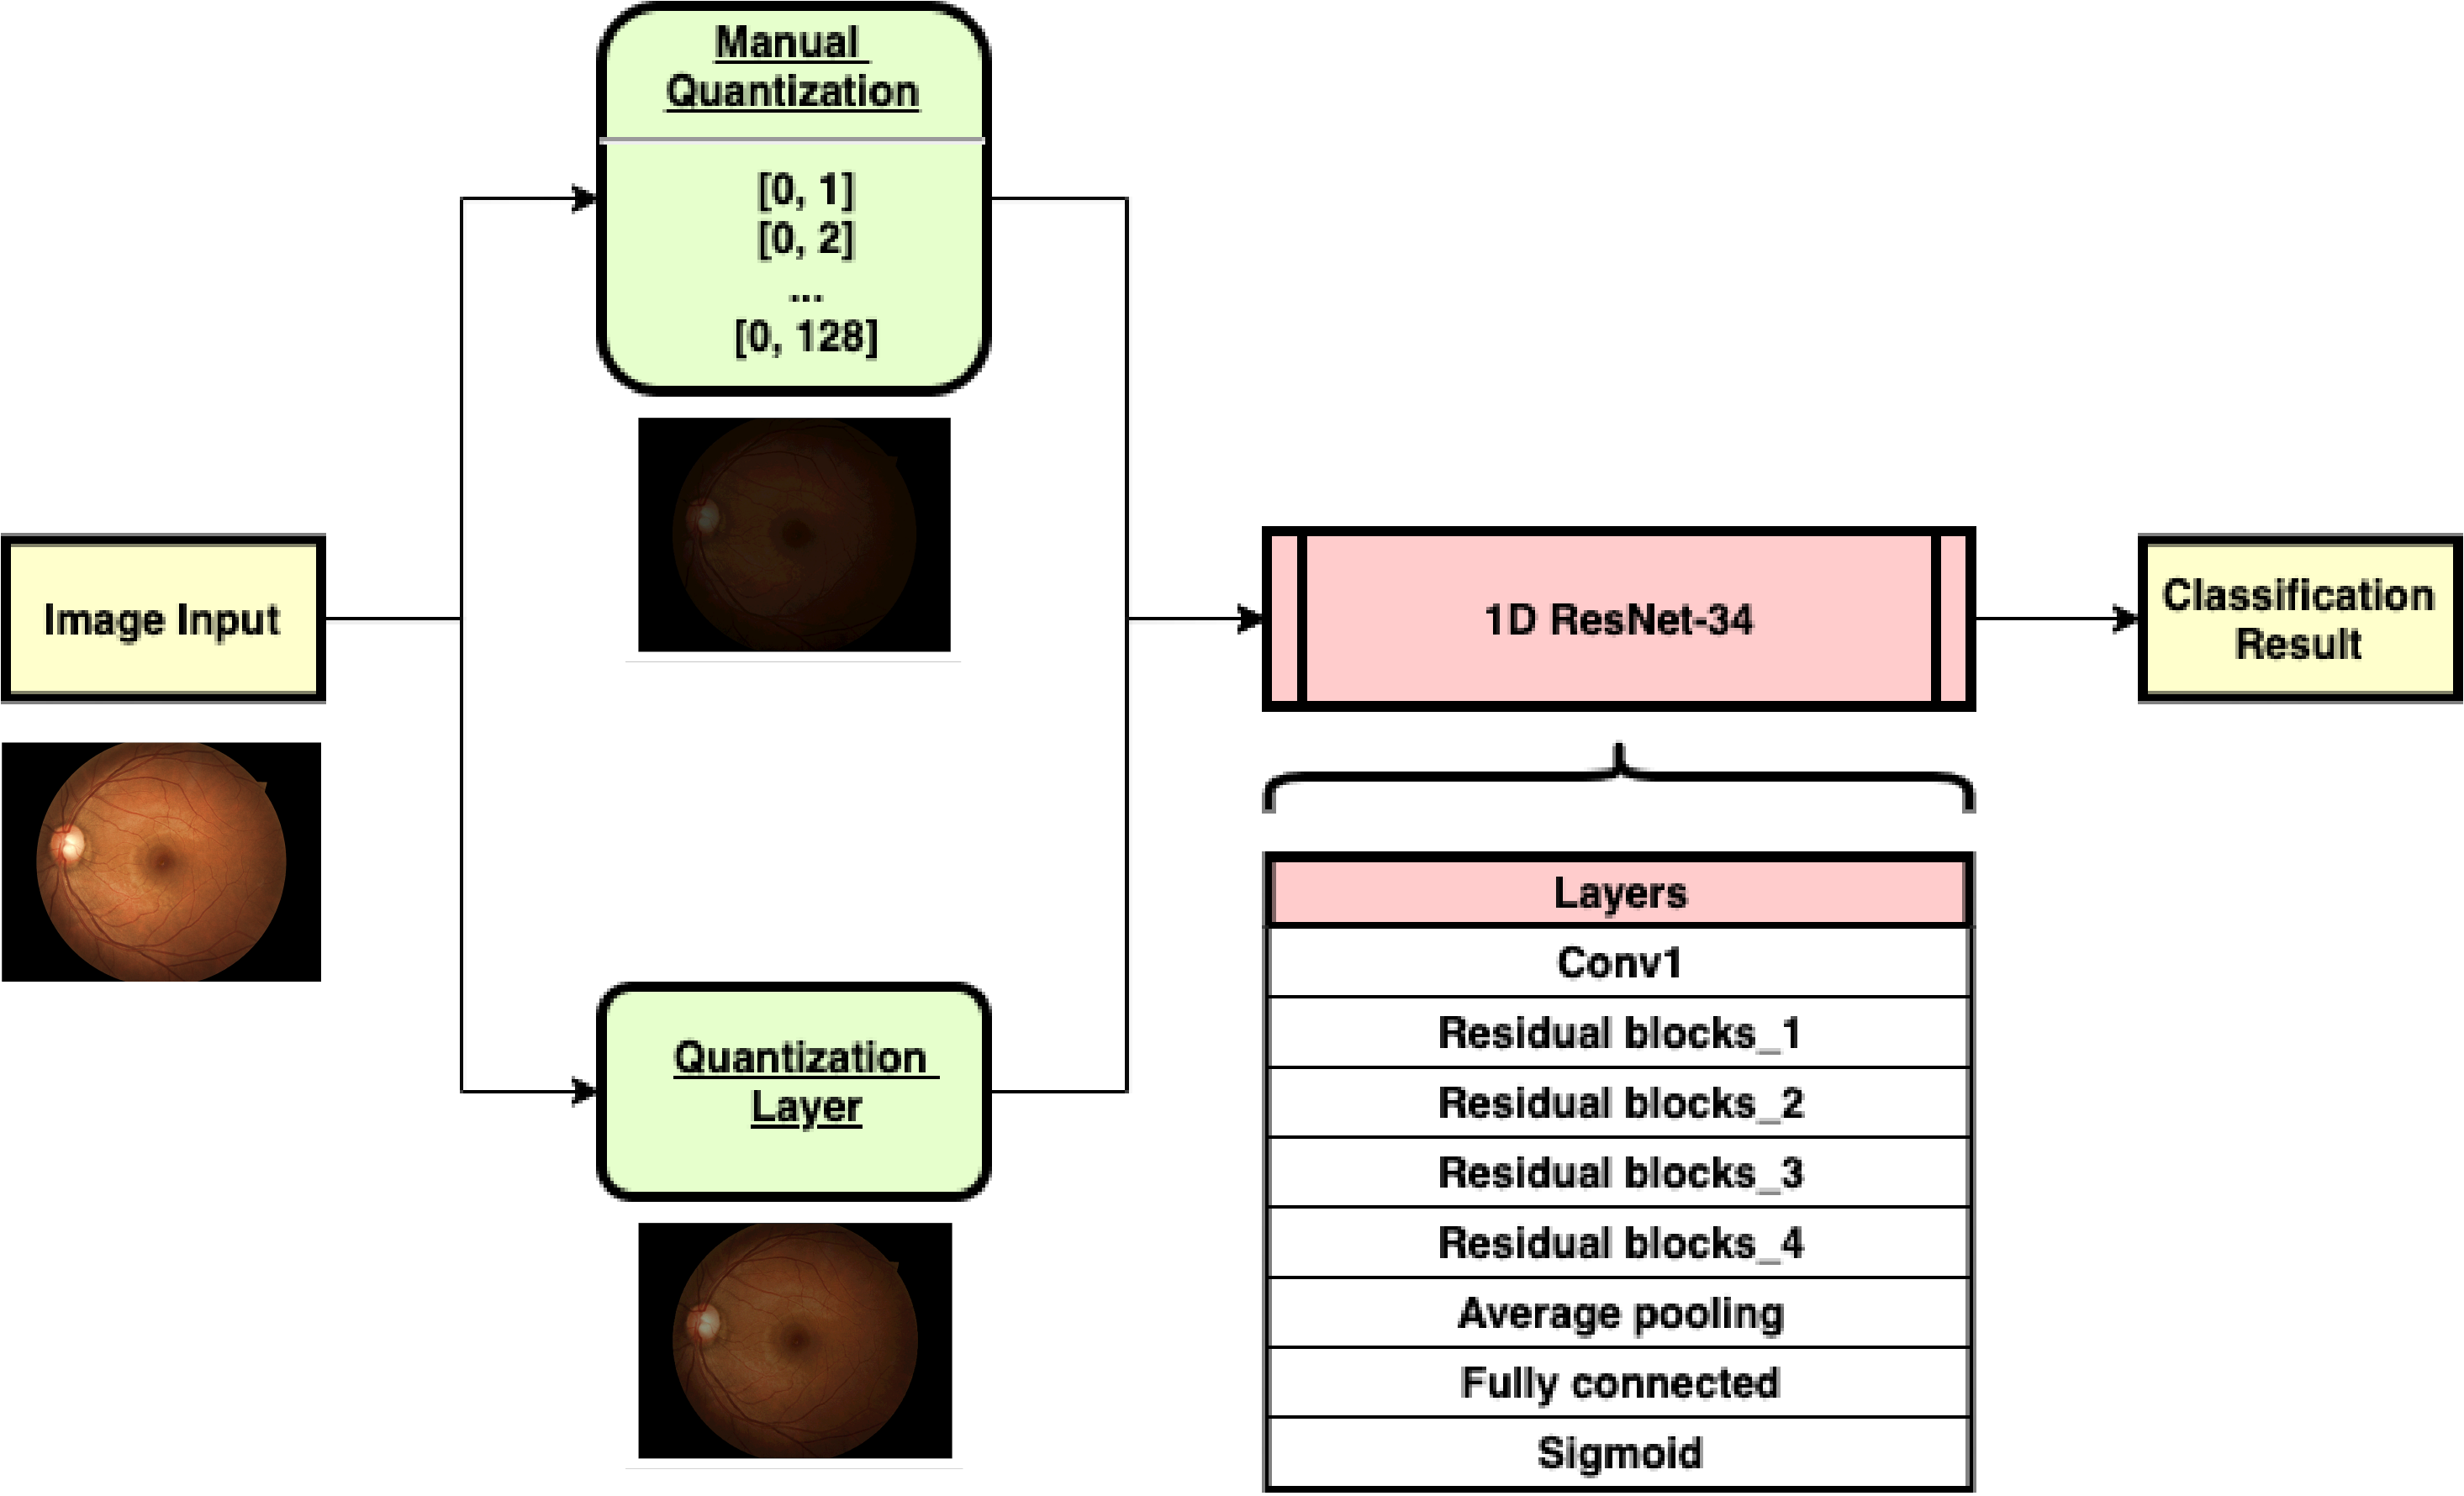 Manual
Quantization
[0, 1]
[0, 2]
...
[0, 128]
Image Input
1D ResNet-34
Classification
Result
Quantization
Layer
Layers
Conv1
Residual blocks_1
Residual blocks_2
Residual blocks_3
Residual blocks_4
Average pooling
Fully connected
Sigmoid